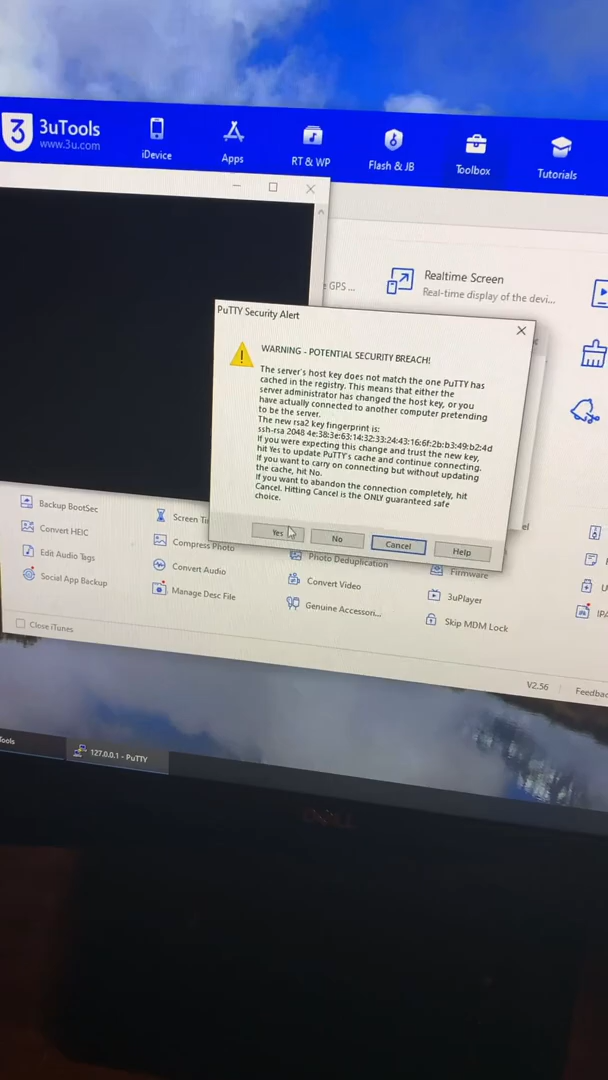 3
3uTools
www.3u.com
iDevice
Apps
RT & WP
Flash & JB
Toolbox
Tutorials
GPS ...
Realtime Screen
Real-time display of the devi...
PuTTY Security Alert
WARNING - POTENTIAL SECURITY BREACH!
The server's host key does not match the one PuTTY has
cached in the registry. This means that either the
server administrator has changed the host key, or you
have actually connected to another computer pretending
to be the server.
The new rsa2 key fingerprint is:
ssh-rsa 2048 4e:38:3e:63:14:32:33:24:43:16:6f:2b:b3:49:b2:4d
If you were expecting this change and trust the new key,
hit Yes to update PuTTY's cache and continue connecting.
If you want to carry on connecting but without updating
the cache, hit No.
If you want to abandon the connection completely, hit
Cancel. Hitting Cancel is the ONLY guaranteed safe
choice.
Yes
No
Cancel
Help
Backup BootSec
Screen
Convert HEIC
Compress Photo
Photo Deduplication
Firmware
Edit Audio Tags
Convert Audio
Convert Video
3uPlayer
Social App Backup
Manage Desc File
Genuine Accessori...
Skip MDM Lock
Close iTunes
V2.56
127.0.0.1 - PuTTY
DELL